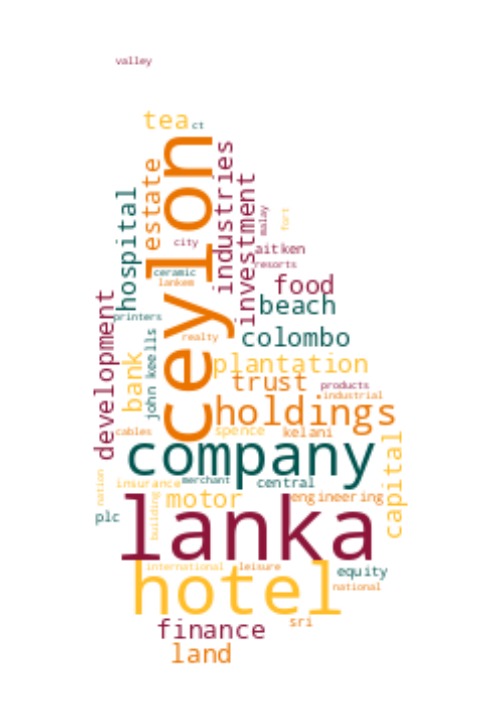 valley
tea
ct
ceylon
estate
industries
hospital
investment
malay
fort
city
aitken
resorts
ceramic
lankem
food
beach
printers
development
john keells
realty
colombo
bank
plantation
trust
products
industrial
holdings
cables
spence
kelani
company
capital
nation
insurance
merchant
central
building
motor
engineering
plc
lanka
international
leisure
equity
hotel
national
finance
sri
land